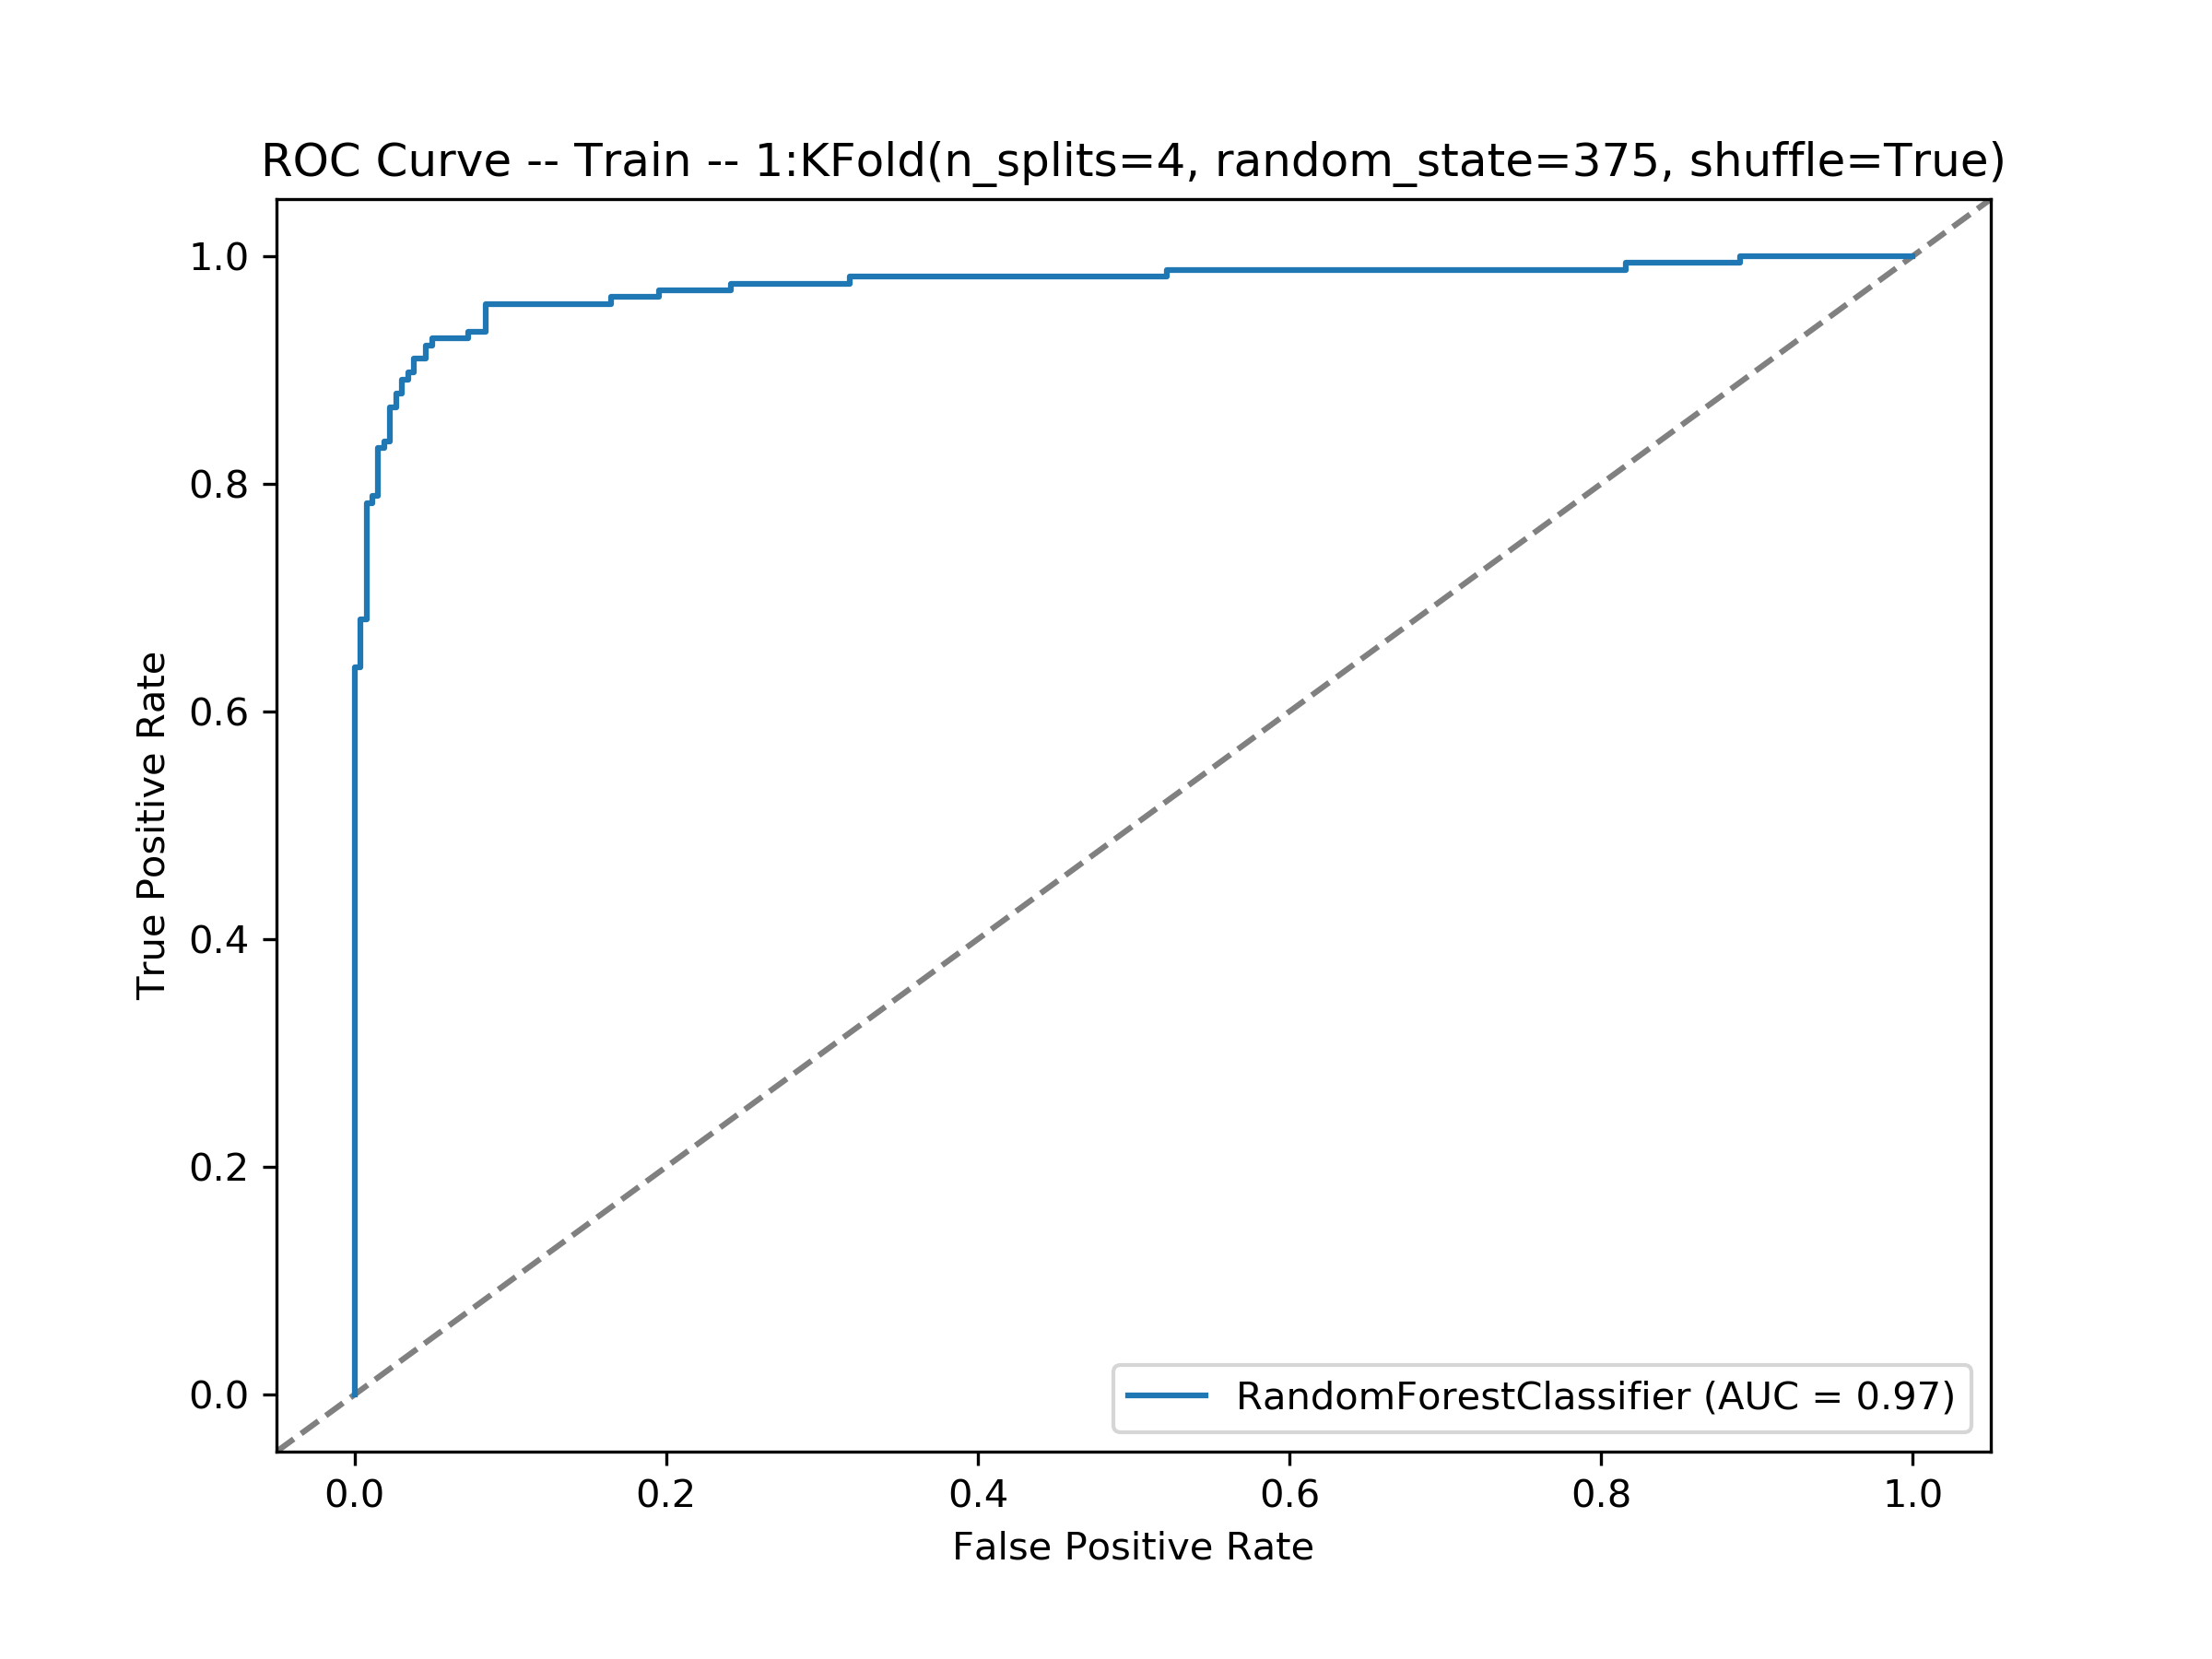 ROC Curve -- Train -- 1:KFold(n_splits=4, random_state=375, shuffle=True)
1.0
0.8
0.6
0.4
0.2
0.0
True Positive Rate
RandomForestClassifier (AUC = 0.97)
0.0 0.2 0.4 0.6 0.8 1.0
False Positive Rate